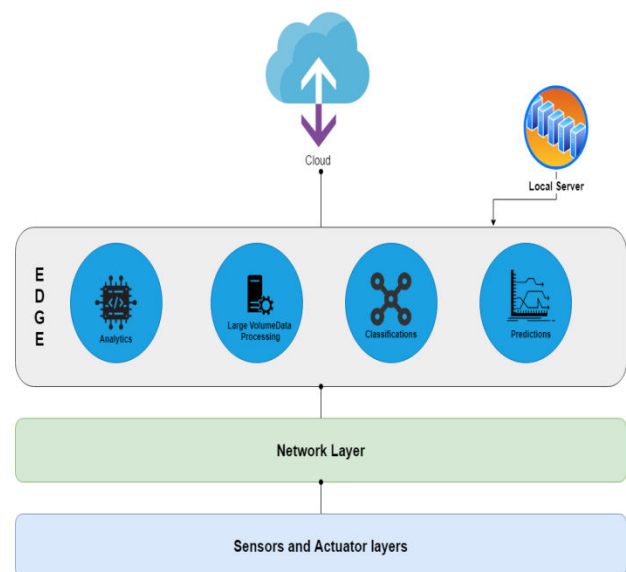 Cloud
Local Server
E
D
G
E
Analytics
Large VolumeData
Processing
Classifications
Predictions
Network Layer
Sensors and Actuator layers